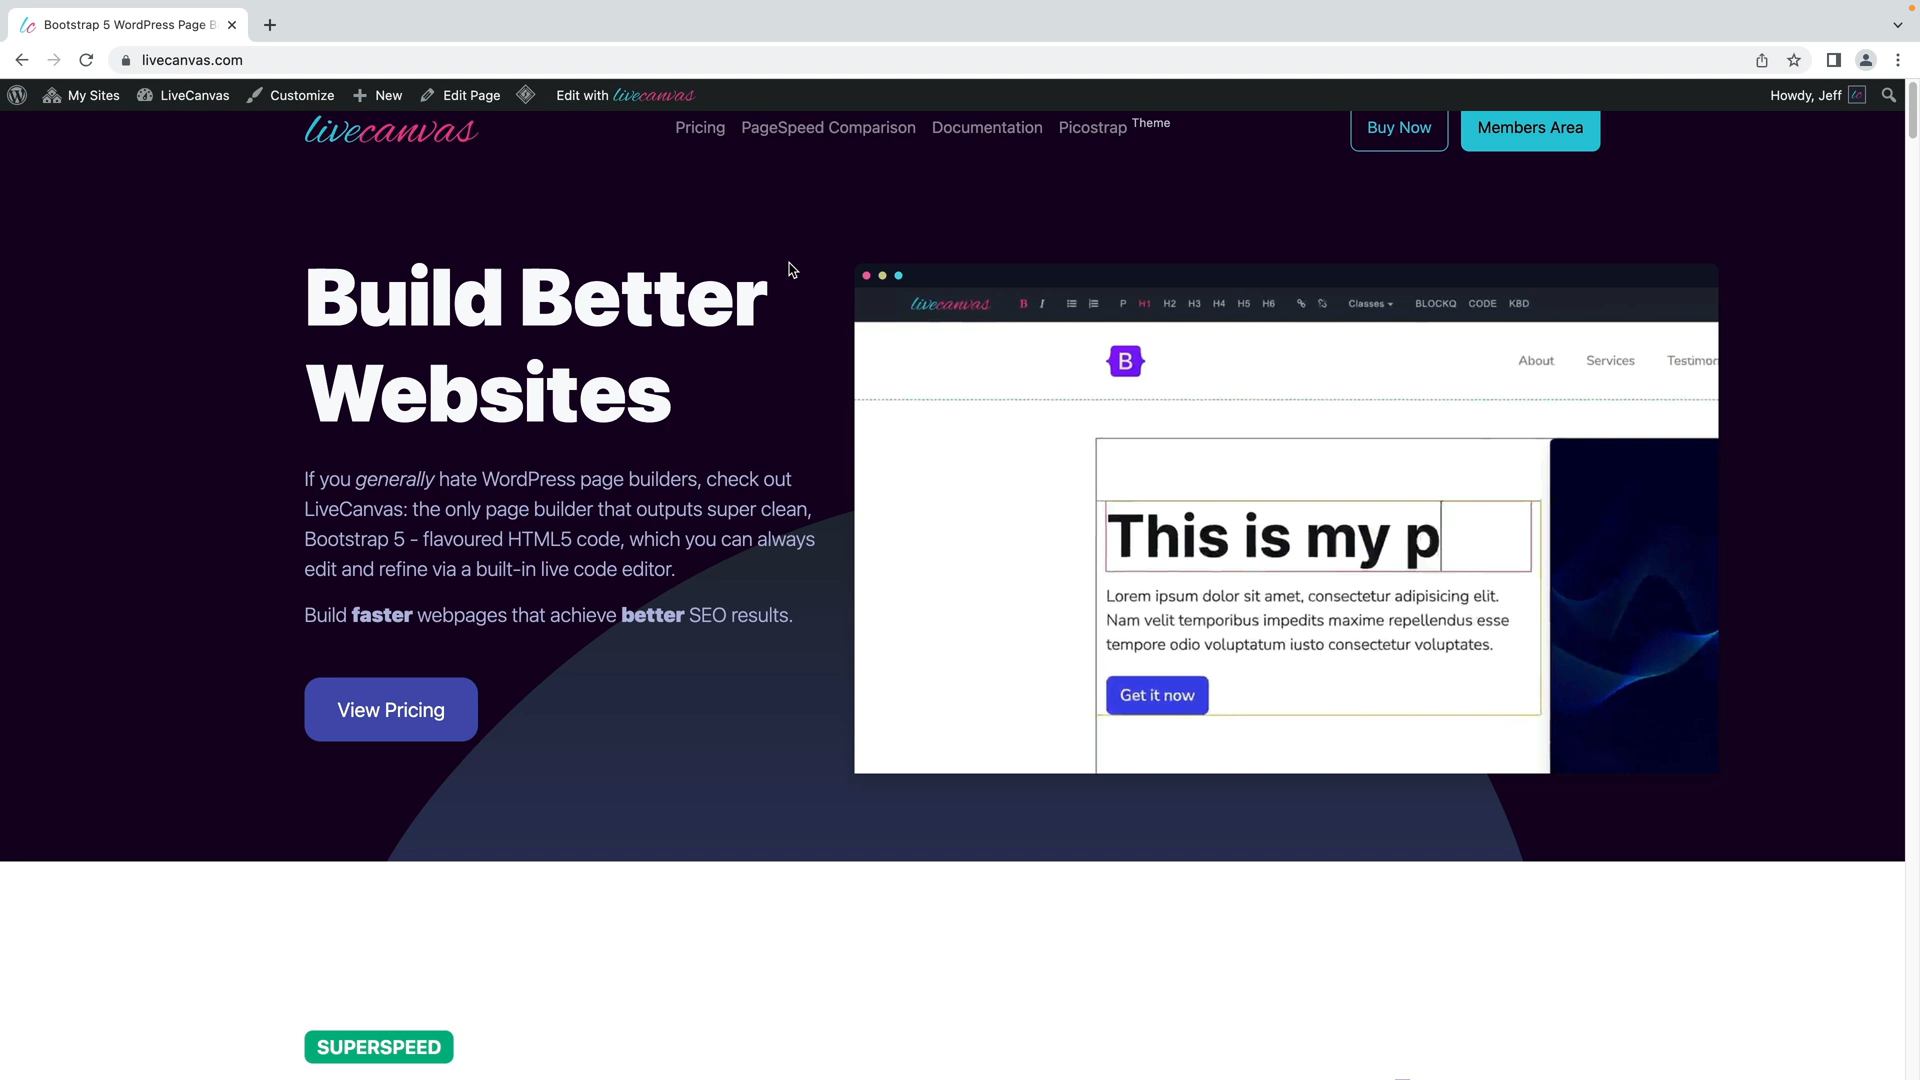 Bootstrap 5 WordPress Page B
livecanvas.com
My Sites LiveCanvas Customize New Edit Page Edit with livecanvas Howdy, Jeff
livecanvas Pricing PageSpeed Comparison Documentation Picostrap Theme Buy Now Members Area
Build Better
Websites
If you generally hate WordPress page builders, check out
LiveCanvas: the only page builder that outputs super clean,
Bootstrap 5 - flavoured HTML5 code, which you can always
edit and refine via a built-in live code editor.
Build faster webpages that achieve better SEO results.
View Pricing
livecanvas B I P H1 H2 H3 H4 H5 H6 Classes BLOCKQ CODE KBD
B About Services Testimon
This is my p
Lorem ipsum dolor sit amet, consectetur adipisicing elit.
Nam velit temporibus impedits maxime repellendus esse
tempore odio voluptatum iusto consectetur voluptates.
Get it now
SUPERSPEED